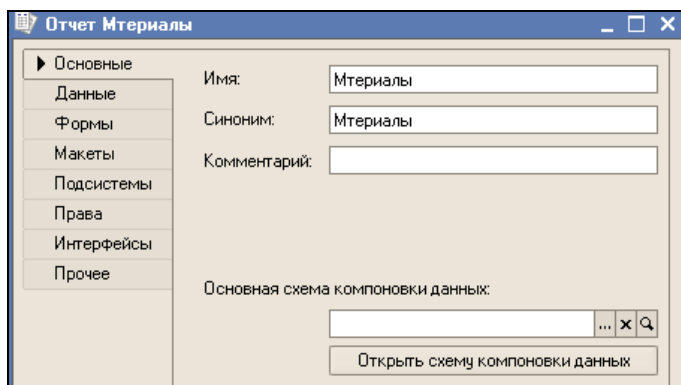 Отчет Мтериалы
Основные
Данные
Формы
Макеты
Подсистемы
Права
Интерфейсы
Прочее
Имя: Мтериалы
Синоним: Мтериалы
Комментарий:
Основная схема компоновки данных:
...
Открыть схему компоновки данных